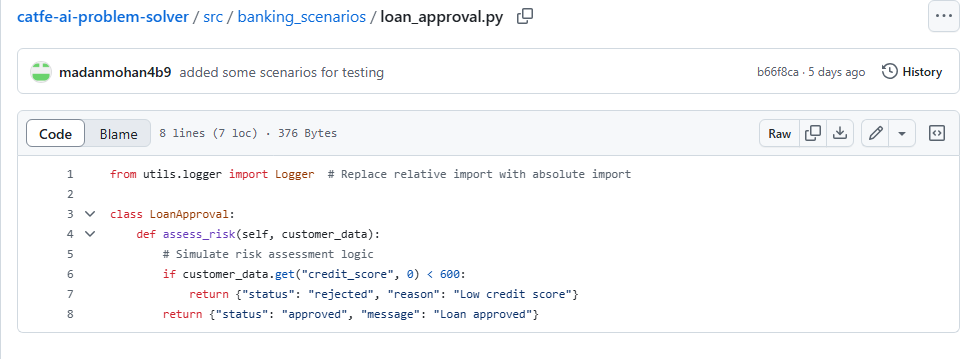 catfe-ai-problem-solver / src / banking_scenarios / loan_approval.py
madanmohan4b9 added some scenarios for testing b66f8ca · 5 days ago History
Code Blame 8 lines (7 loc) · 376 Bytes Raw
1 from utils.logger import Logger  # Replace relative import with absolute import
2
3 class LoanApproval:
4     def assess_risk(self, customer_data):
5         # Simulate risk assessment logic
6         if customer_data.get("credit_score", 0) < 600:
7             return {"status": "rejected", "reason": "Low credit score"}
8         return {"status": "approved", "message": "Loan approved"}